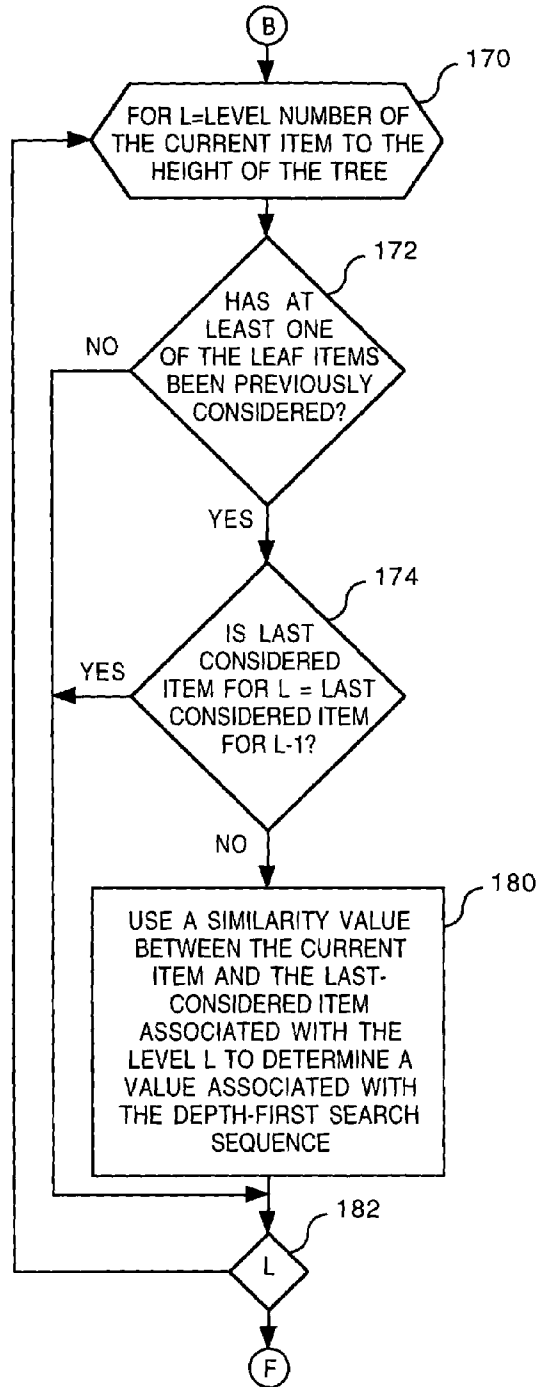 B
170
FOR L=LEVEL NUMBER OF
THE CURRENT ITEM TO THE
HEIGHT OF THE TREE
172
HAS AT
LEAST ONE
OF THE LEAF ITEMS
BEEN PREVIOUSLY
CONSIDERED?
NO
YES
174
IS LAST
CONSIDERED
ITEM FOR L = LAST
CONSIDERED ITEM
FOR L-1?
YES
NO
180
USE A SIMILARITY VALUE
BETWEEN THE CURRENT
ITEM AND THE LAST-
CONSIDERED ITEM
ASSOCIATED WITH THE
LEVEL L TO DETERMINE A
VALUE ASSOCIATED WITH
THE DEPTH-FIRST SEARCH
SEQUENCE
182
L
F